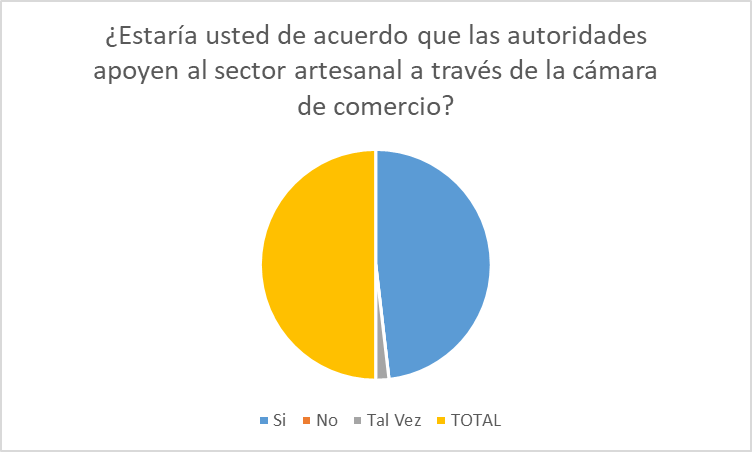 ¿Estaría usted de acuerdo que las autoridades
apoyen al sector artesanal a través de la cámara
de comercio?
Si No Tal Vez TOTAL